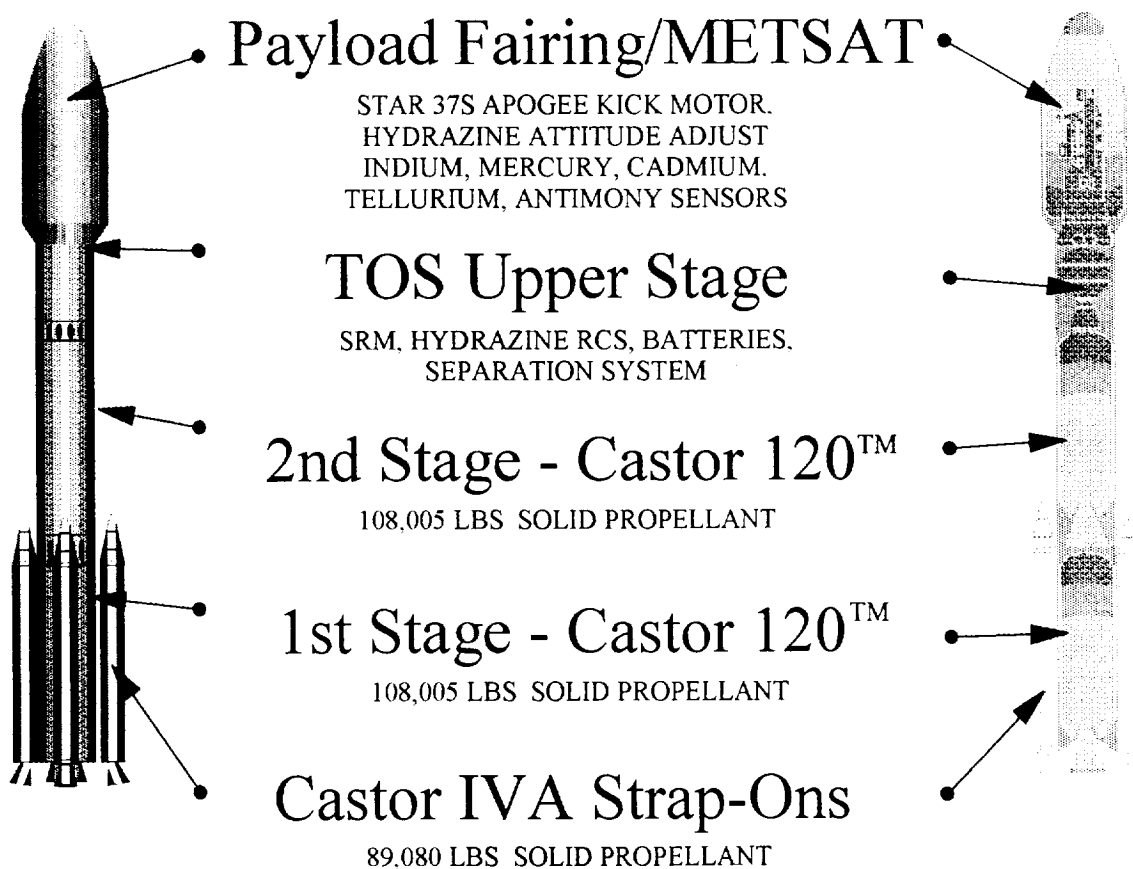 Payload Fairing/METSAT
STAR 37S APOGEE KICK MOTOR.
HYDRAZINE ATTITUDE ADJUST
INDIUM, MERCURY, CADMIUM.
TELLURIUM, ANTIMONY SENSORS
TOS Upper Stage
SRM, HYDRAZINE RCS, BATTERIES,
SEPARATION SYSTEM
2nd Stage - Castor 120™
108,005 LBS SOLID PROPELLANT
1st Stage - Castor 120™
108,005 LBS SOLID PROPELLANT
Castor IVA Strap-Ons
89,080 LBS SOLID PROPELLANT